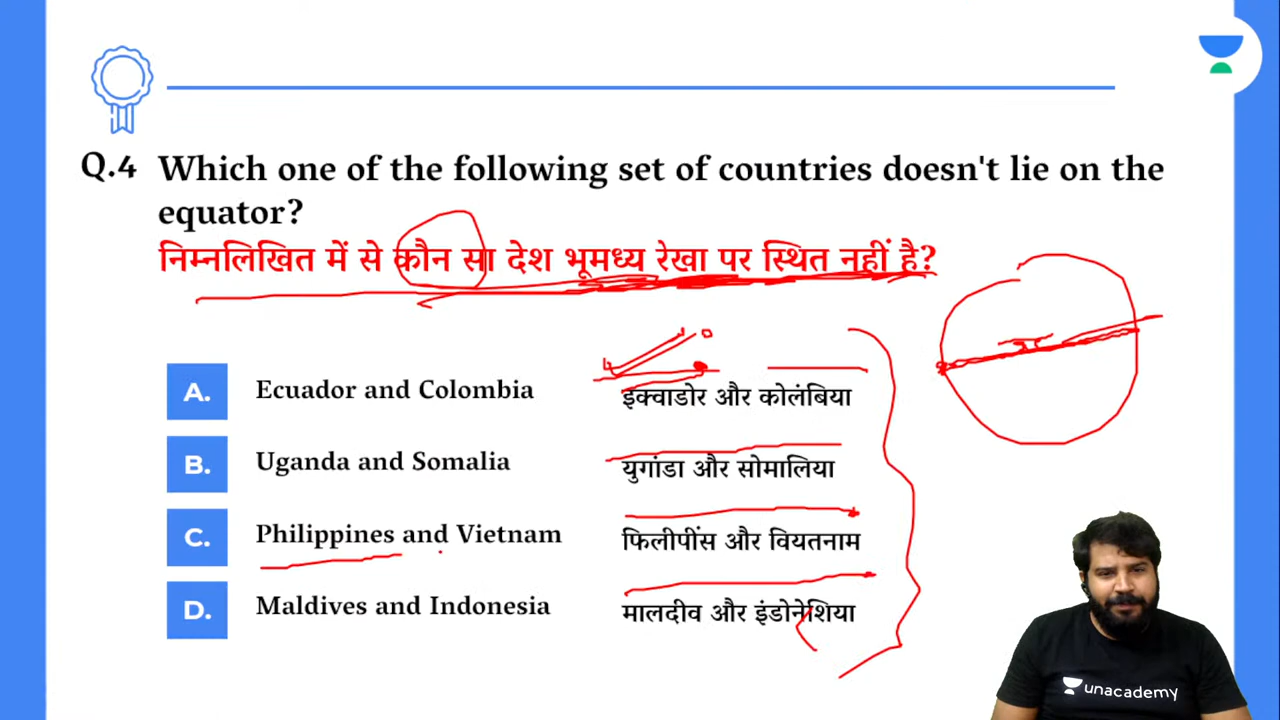 Q.4 Which one of the following set of countries doesn't lie on the
equator?
निम्नलिखित में से कौन सा देश भूमध्य रेखा पर स्थित नहीं है?
A. Ecuador and Colombia इक्वाडोर और कोलंबिया
B. Uganda and Somalia युगांडा और सोमालिया
C. Philippines and Vietnam फिलीपींस और वियतनाम
D. Maldives and Indonesia मालदीव और इंडोनेशिया
unacademy